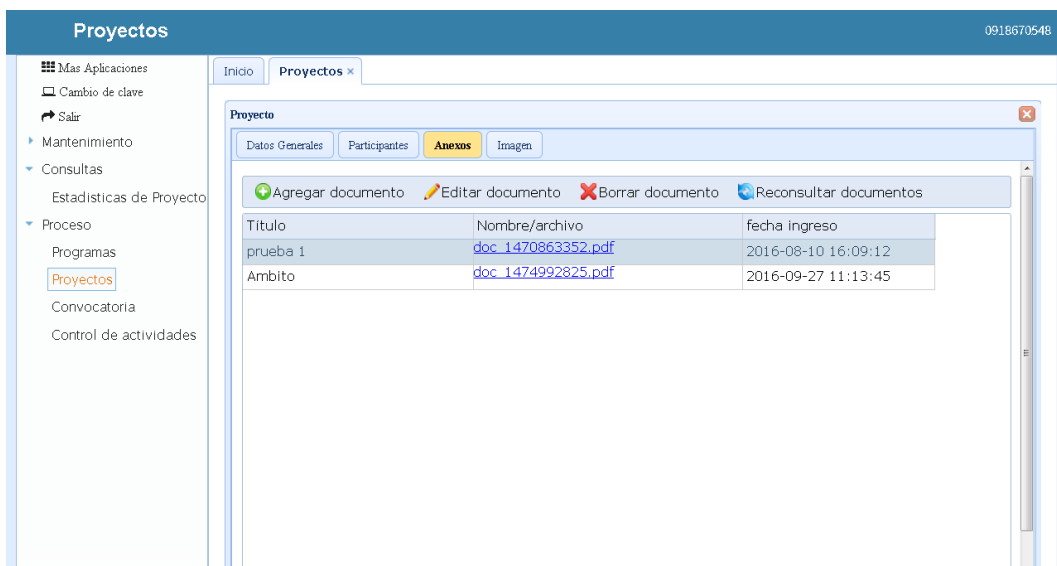 Proyectos
0918670548
Mas Aplicaciones
Cambio de clave
Salir
Mantenimiento
Consultas
Estadisticas de Proyecto
Proceso
Programas
Proyectos
Convocatoria
Control de actividades
Inicio Proyectos ×
Proyecto
Datos Generales Participantes Anexos Imagen
Agregar documento Editar documento Borrar documento Reconsultar documentos
Título Nombre/archivo fecha ingreso
prueba 1 doc_1470863352.pdf 2016-08-10 16:09:12
Ambito doc_1474992825.pdf 2016-09-27 11:13:45